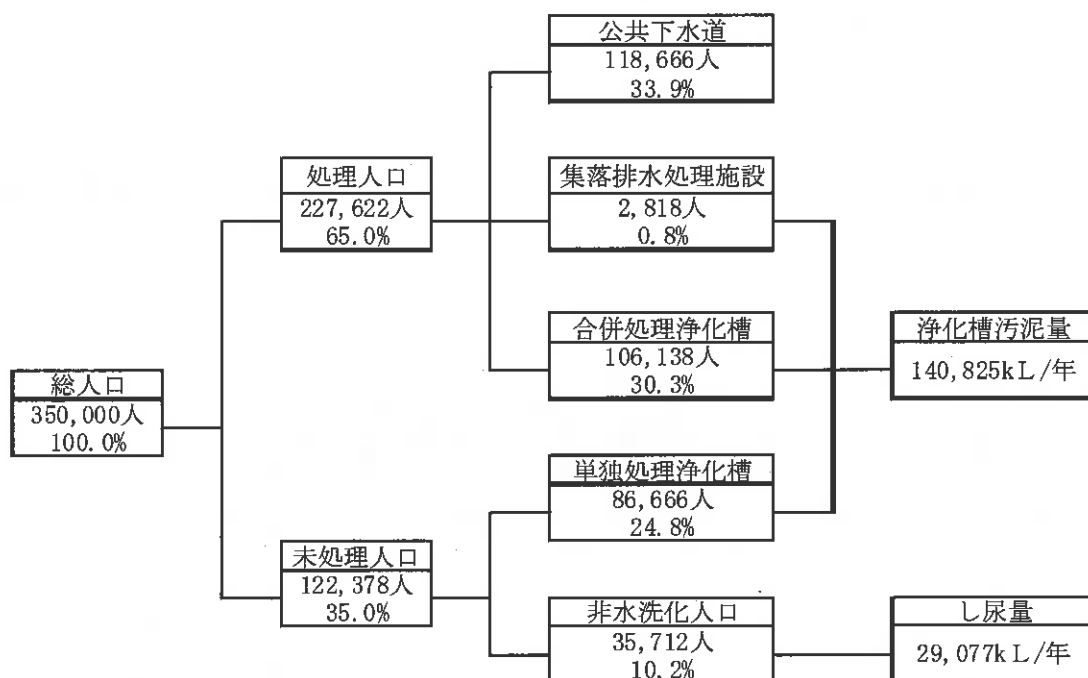 総人口
350,000人
100.0%
処理人口
227,622人
65.0%
公共下水道
118,666人
33.9%
集落排水処理施設
2,818人
0.8%
合併処理浄化槽
106,138人
30.3%
浄化槽汚泥量
140,825kL/年
未処理人口
122,378人
35.0%
単独処理浄化槽
86,666人
24.8%
非水洗化人口
35,712人
10.2%
し尿量
29,077kL/年